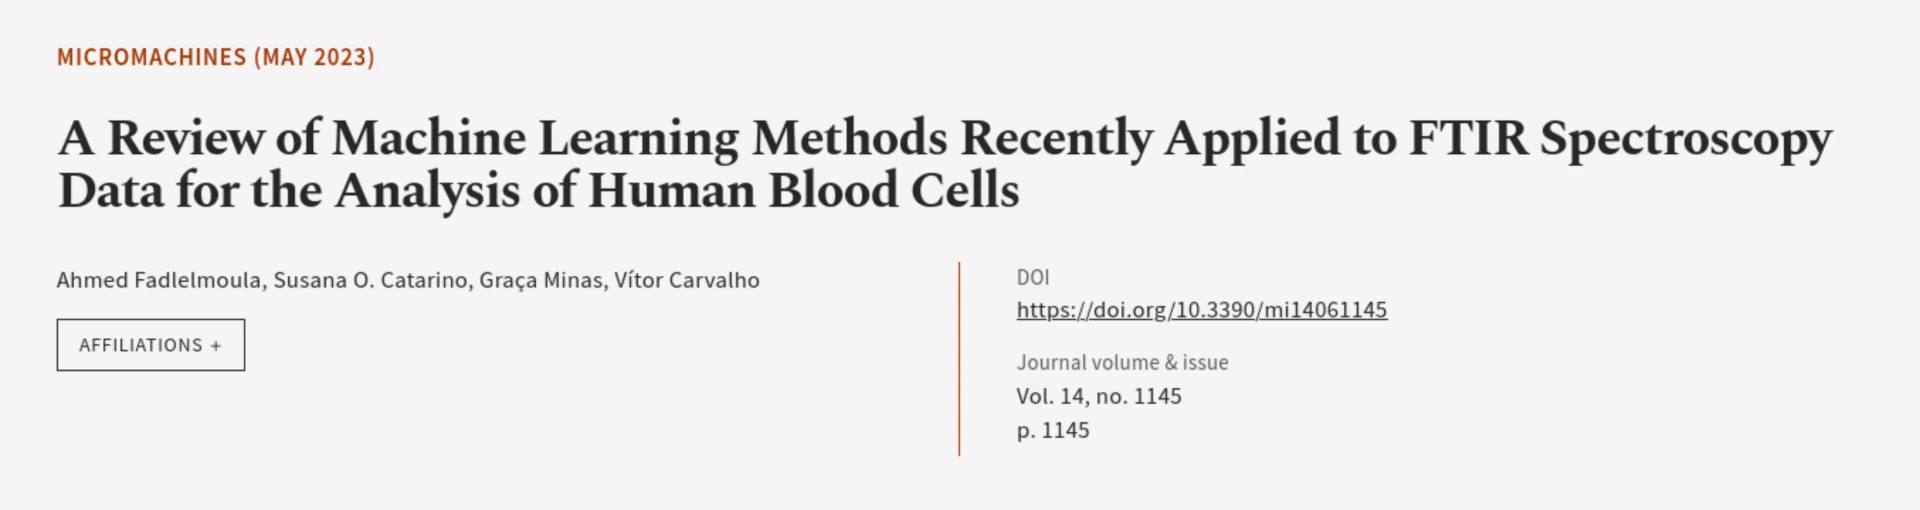 MICROMACHINES (MAY 2023)
A Review of Machine Learning Methods Recently Applied to FTIR Spectroscopy
Data for the Analysis of Human Blood Cells
Ahmed Fadlelmoula, Susana O. Catarino, Graça Minas, Vítor Carvalho
AFFILIATIONS +
DOI
https://doi.org/10.3390/mi14061145
Journal volume & issue
Vol. 14, no. 1145
p. 1145